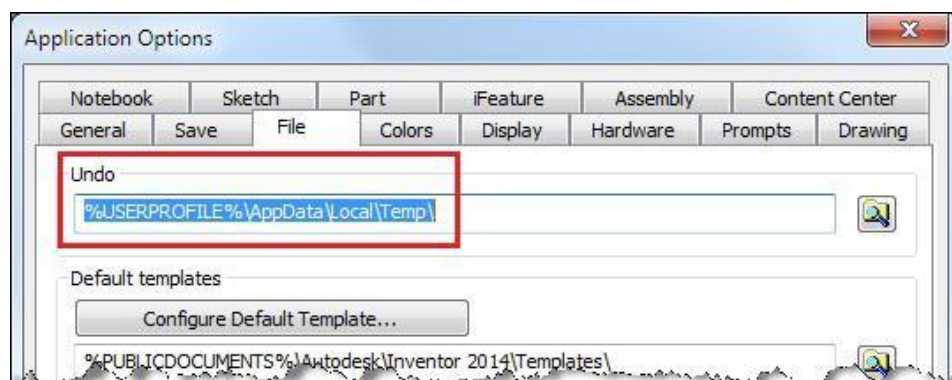 Application Options
X
Notebook Sketch Part iFeature Assembly Content Center
General Save File Colors Display Hardware Prompts Drawing
Undo
%USERPROFILE%\AppData\Local\Temp\
Default templates
Configure Default Template...
%PUBLICDOCUMENTS%\Autodesk\Inventor 2014\Templates\